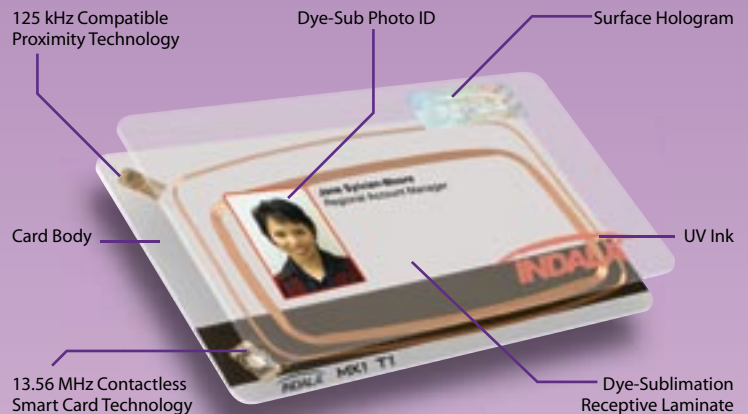 125 kHz Compatible
Proximity Technology
Dye-Sub Photo ID
Surface Hologram
Jane Sylvian-Moore
Regional Account Manager
Card Body
UV Ink
INDALA
INDALA MX1 T1
13.56 MHz Contactless
Smart Card Technology
Dye-Sublimation
Receptive Laminate